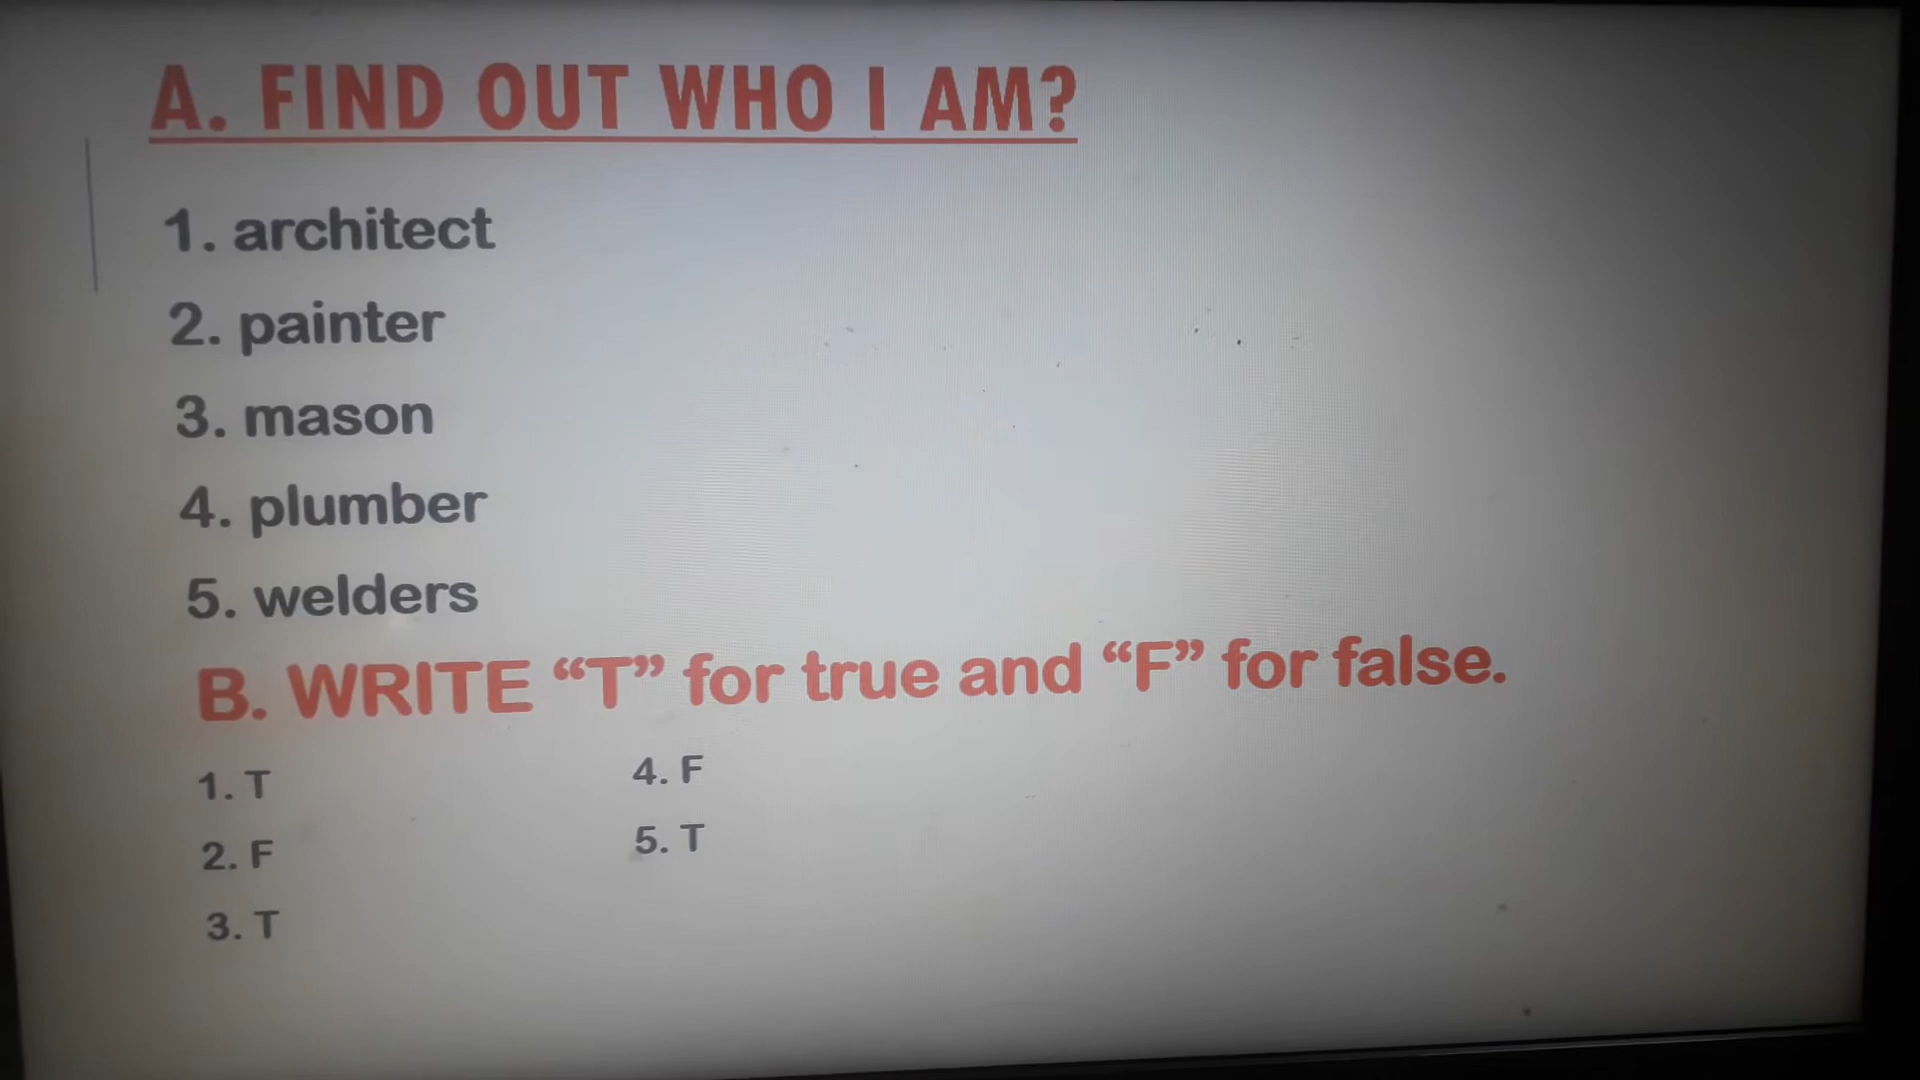 A. FIND OUT WHO I AM?
1. architect
2. painter
3. mason
4. plumber
5. welders
B. WRITE “T” for true and “F” for false.
1. T
2. F
3. T
4. F
5. T